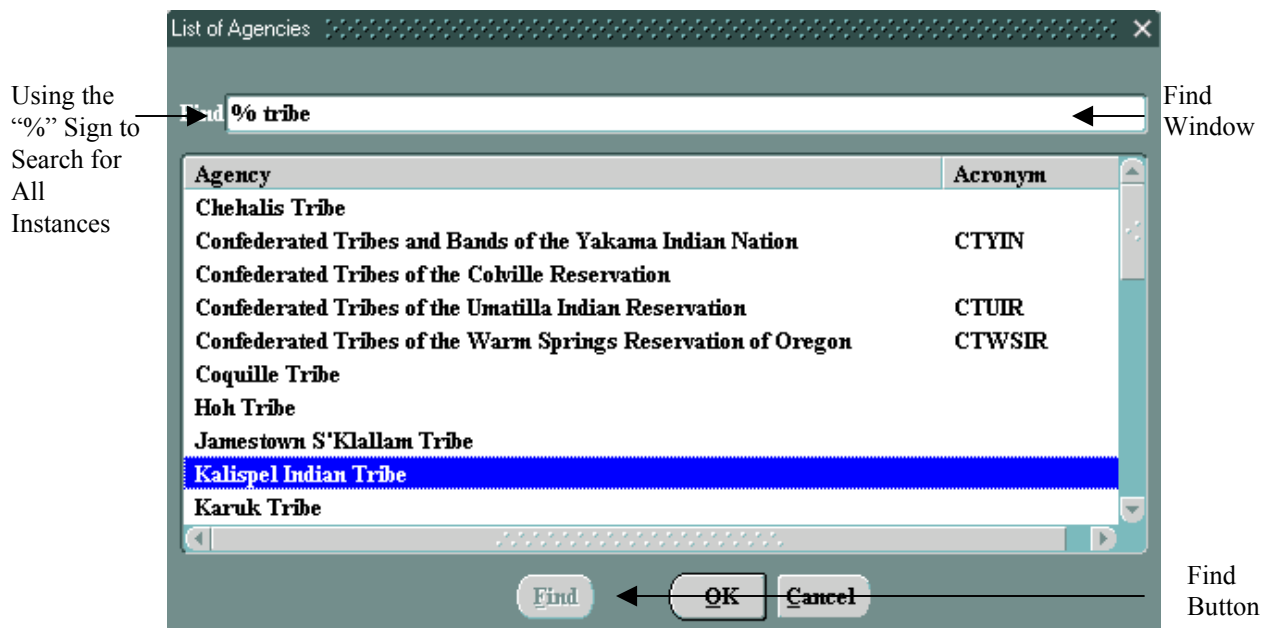 List of Agencies
Using the
“%” Sign to
Search for
All
Instances
Find % tribe
Find
Window
Agency Acronym
Chehalis Tribe
Confederated Tribes and Bands of the Yakama Indian Nation CTYIN
Confederated Tribes of the Colville Reservation
Confederated Tribes of the Umatilla Indian Reservation CTUIR
Confederated Tribes of the Warm Springs Reservation of Oregon CTWSIR
Coquille Tribe
Hoh Tribe
Jamestown S'Klallam Tribe
Kalispel Indian Tribe
Karuk Tribe
Find OK Cancel
Find
Button